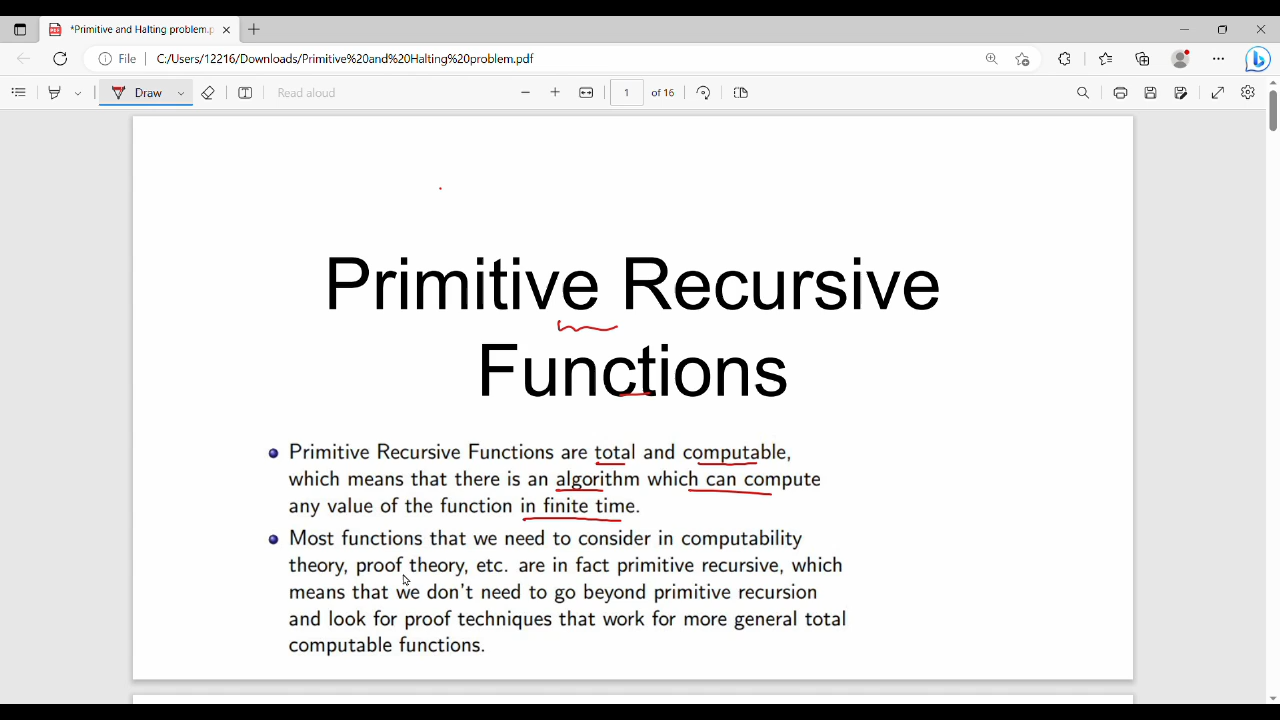 *Primitive and Halting problem.p
File C:/Users/12216/Downloads/Primitive%20and%20Halting%20problem.pdf
Draw Read aloud 1 of 16
Primitive Recursive
Functions
Primitive Recursive Functions are total and computable,
which means that there is an algorithm which can compute
any value of the function in finite time.
Most functions that we need to consider in computability
theory, proof theory, etc. are in fact primitive recursive, which
means that we don't need to go beyond primitive recursion
and look for proof techniques that work for more general total
computable functions.